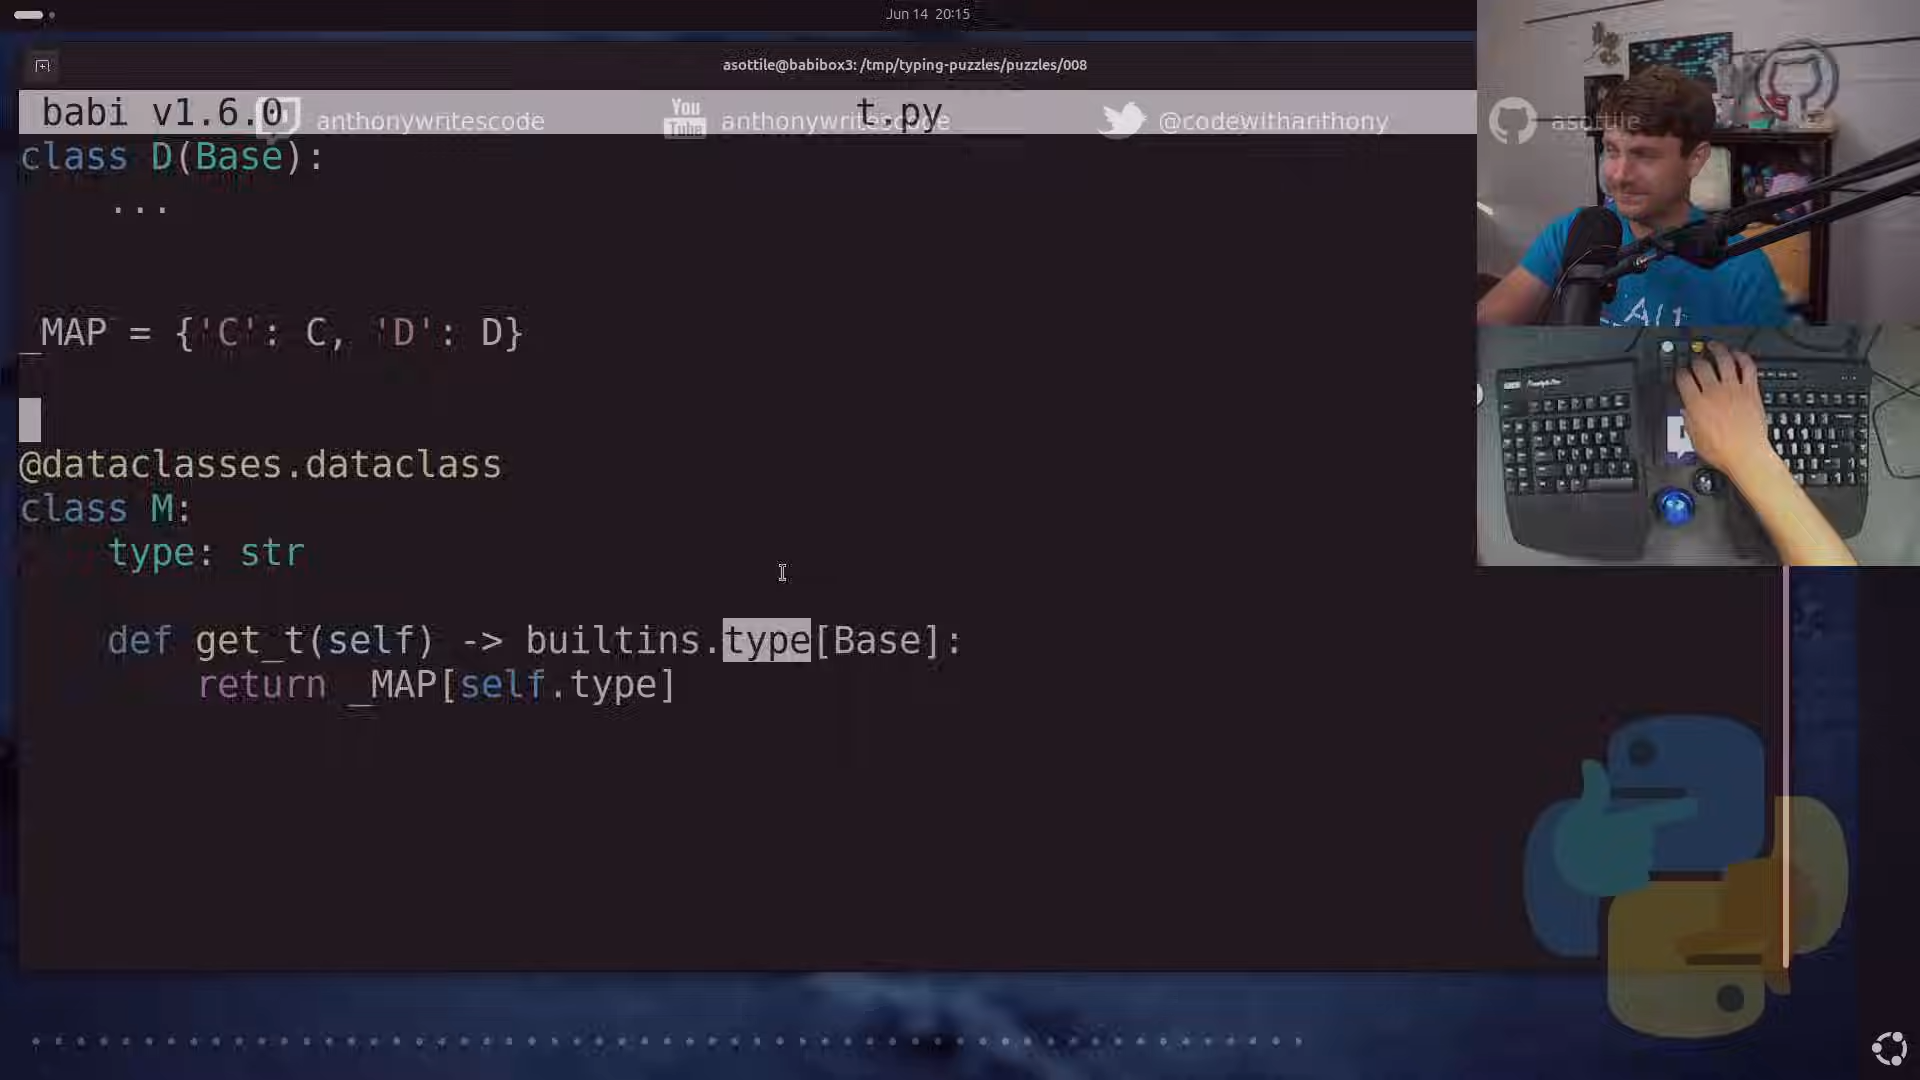 Jun 14 20:15
asottile@babibox3: /tmp/typing-puzzles/puzzles/008
babi v1.6.0 t.py
anthonywritescode You Tube anthonywritescode @codewithanthony asottile
class D(Base):
...
_MAP = {'C': C, 'D': D}
@dataclasses.dataclass
class M:
type: str
def get_t(self) -> builtins.type[Base]:
return _MAP[self.type]